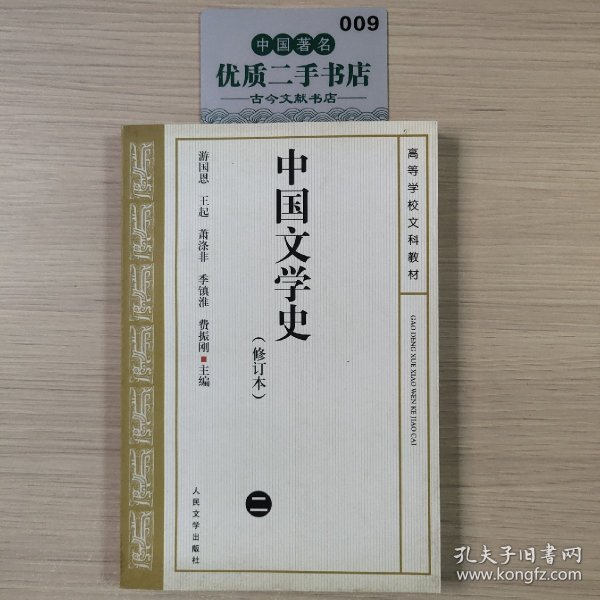 009
中国著名
优质二手书店
古今文献书店
高等学校文科教材
GAO DENG XUE XIAO WEN KE JIAO CAI
中国文学史
(修订本)
二
游国恩 王起 萧涤非 季镇淮 费振刚 主编
人民文学出版社
孔夫子旧书网
www.kongfz.com